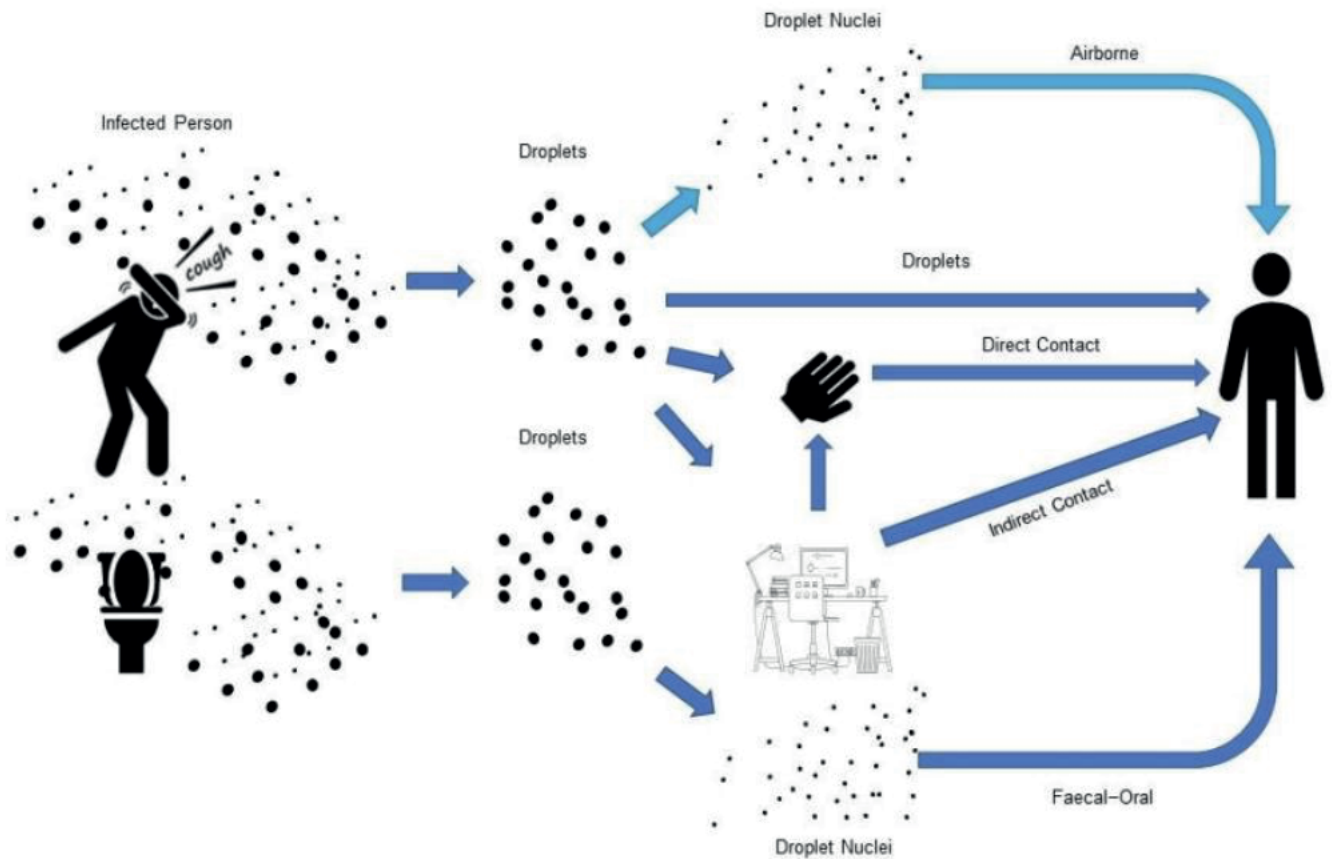 Droplet Nuclei
Airborne
Infected Person
Droplets
cough
Droplets
Direct Contact
Droplets
Indirect Contact
Faecal-Oral
Droplet Nuclei